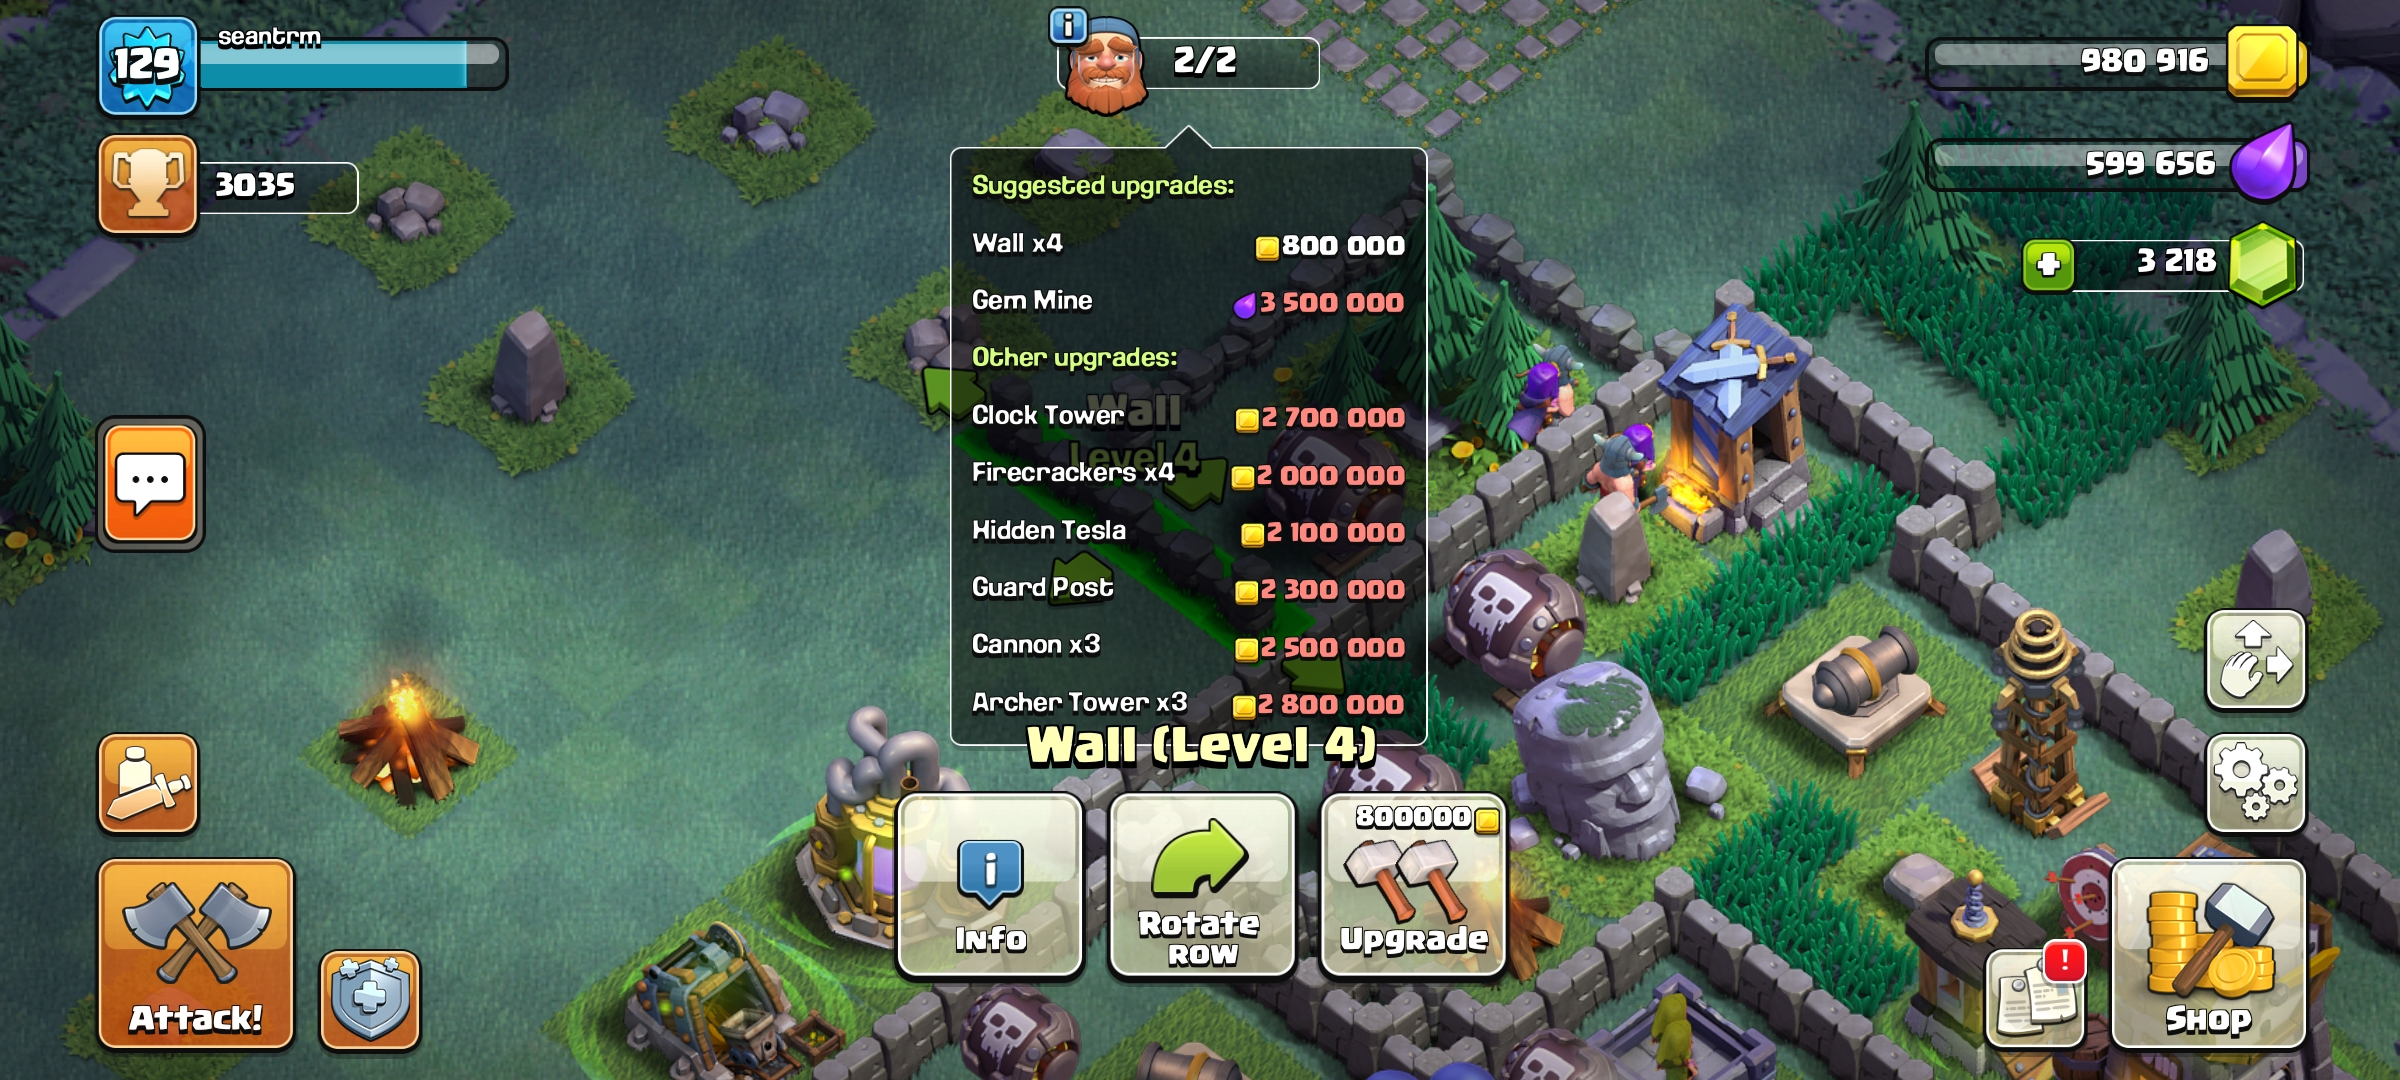 129
seantrm
2/2
980 916
3035
599 656
3 218
Suggested upgrades:
Wall x4 800 000
Gem Mine 3 500 000
Other upgrades:
Clock Tower 2 700 000
Firecrackers x4 2 000 000
Hidden Tesla 2 100 000
Guard Post 2 300 000
Cannon x3 2 500 000
Archer Tower x3 2 800 000
Wall
Level 4
Wall (Level 4)
Info
Rotate
ROW
800000
Upgrade
Attack!
!
Shop